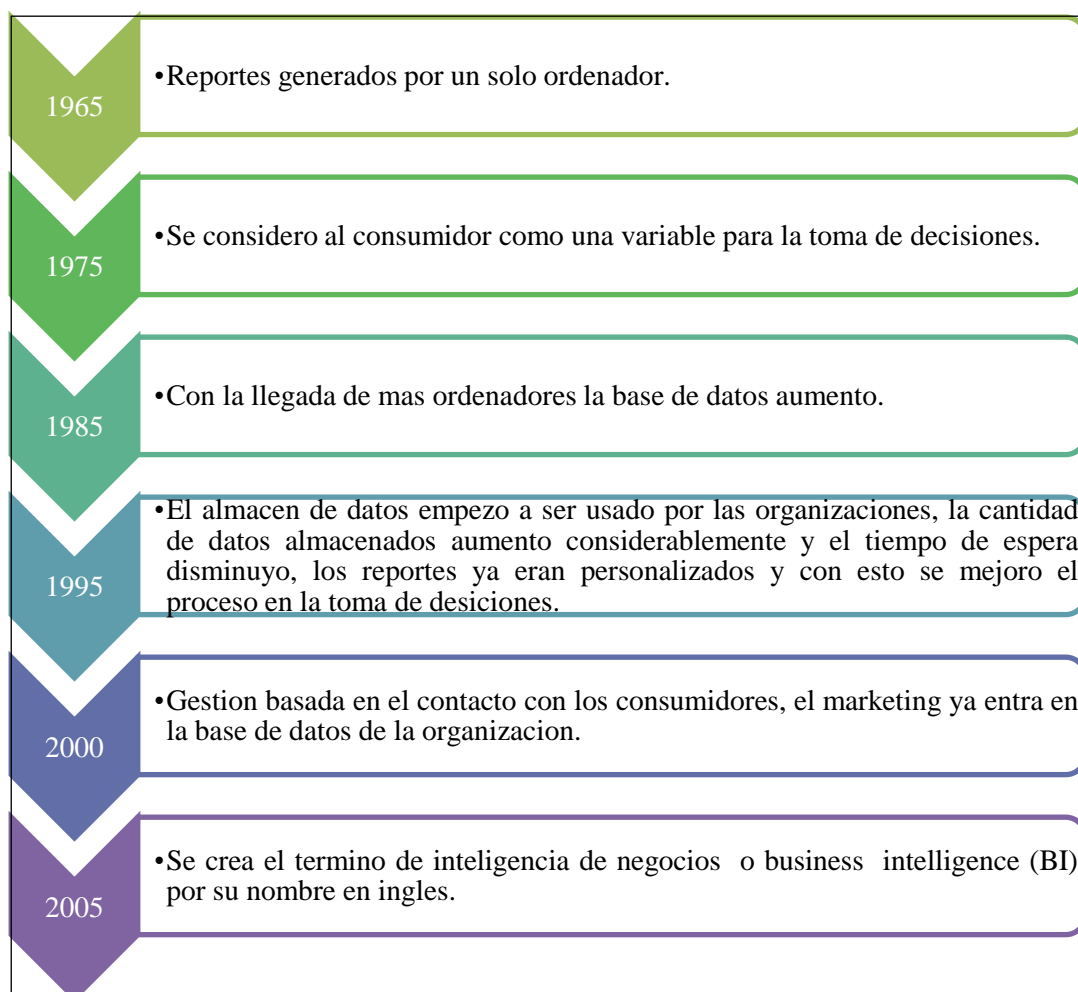 1965
•Reportes generados por un solo ordenador.
1975
•Se considero al consumidor como una variable para la toma de decisiones.
1985
•Con la llegada de mas ordenadores la base de datos aumento.
1995
•El almacen de datos empezo a ser usado por las organizaciones, la cantidad
de datos almacenados aumento considerablemente y el tiempo de espera
disminuyo, los reportes ya eran personalizados y con esto se mejoro el
proceso en la toma de desiciones.
2000
•Gestion basada en el contacto con los consumidores, el marketing ya entra en
la base de datos de la organizacion.
2005
•Se crea el termino de inteligencia de negocios o business intelligence (BI)
por su nombre en ingles.